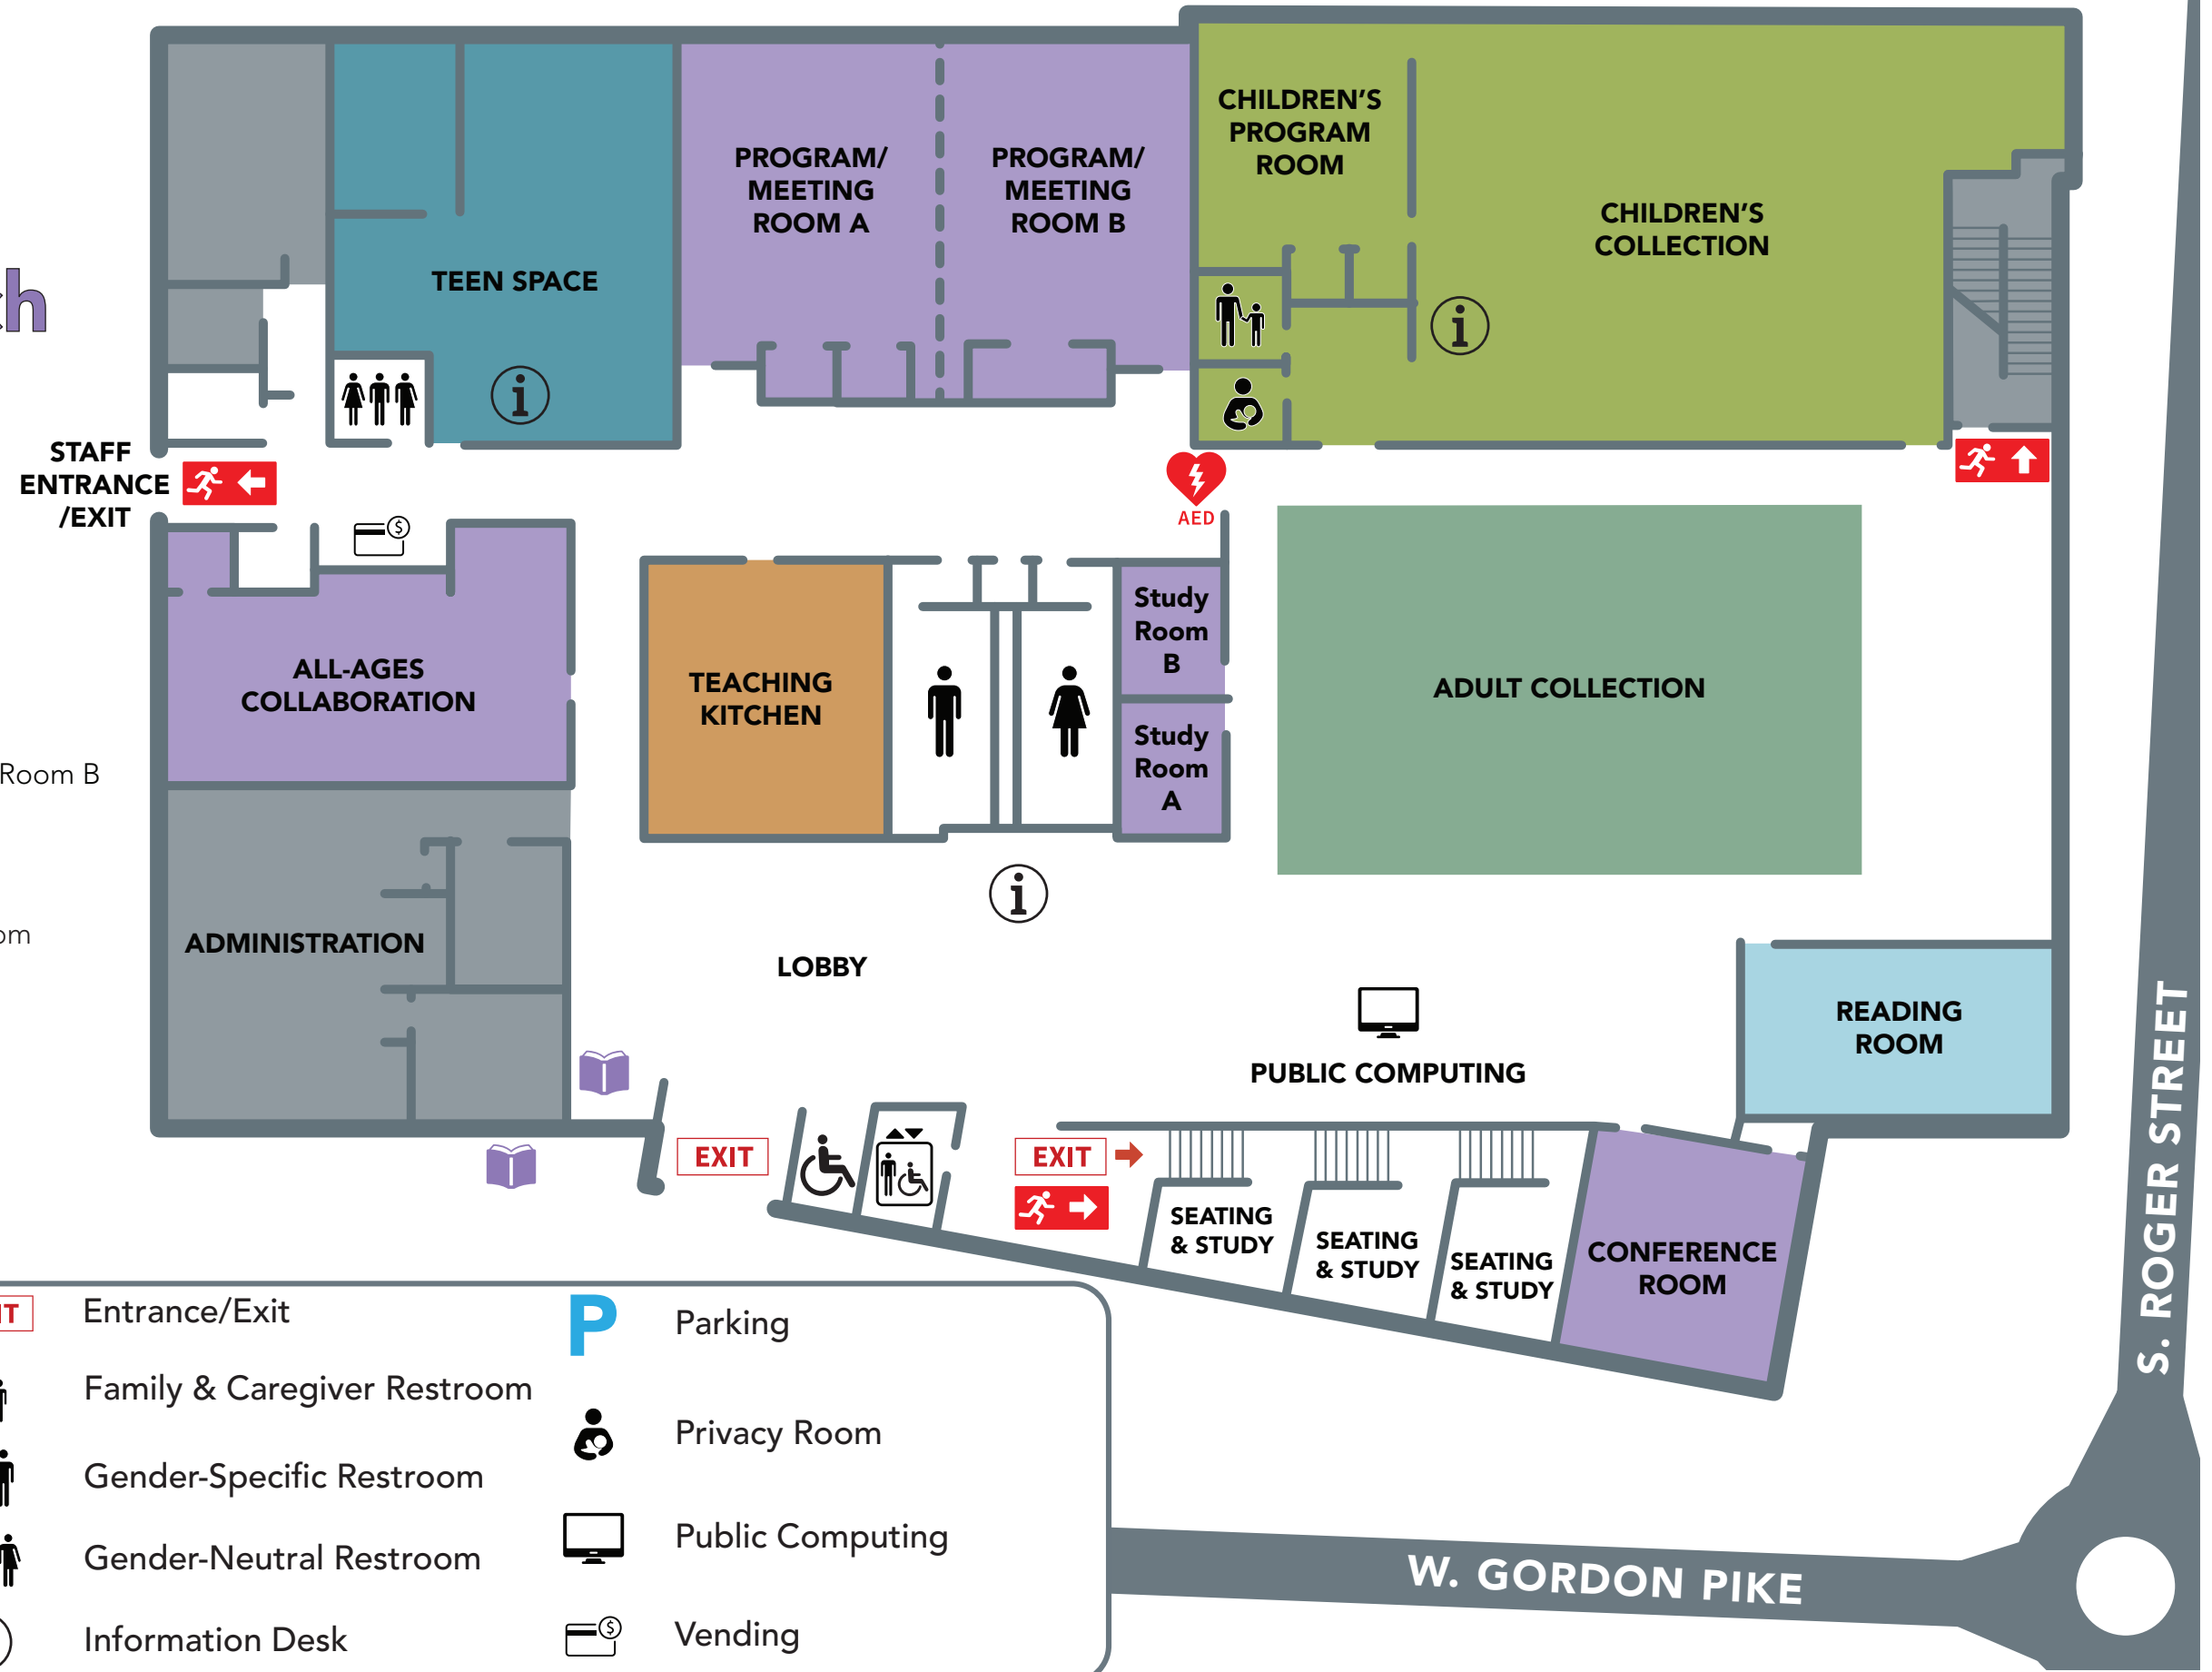 CHILDREN'S
PROGRAM
ROOM
PROGRAM/
MEETING
ROOM A
PROGRAM/
MEETING
ROOM B
CHILDREN'S
COLLECTION
TEEN SPACE
h
i
i
STAFF
ENTRANCE
/EXIT
AED
$
Study
Room
B
ALL-AGES
COLLABORATION
TEACHING
KITCHEN
ADULT COLLECTION
Study
Room
A
Room B
i
om
ADMINISTRATION
LOBBY
READING
ROOM
PUBLIC COMPUTING
EXIT
EXIT
SEATING
& STUDY
SEATING
& STUDY
SEATING
& STUDY
CONFERENCE
ROOM
S. ROGER STREET
W. GORDON PIKE
IT
Entrance/Exit
Family & Caregiver Restroom
Gender-Specific Restroom
Gender-Neutral Restroom
Information Desk
P
Parking
Privacy Room
Public Computing
$
Vending